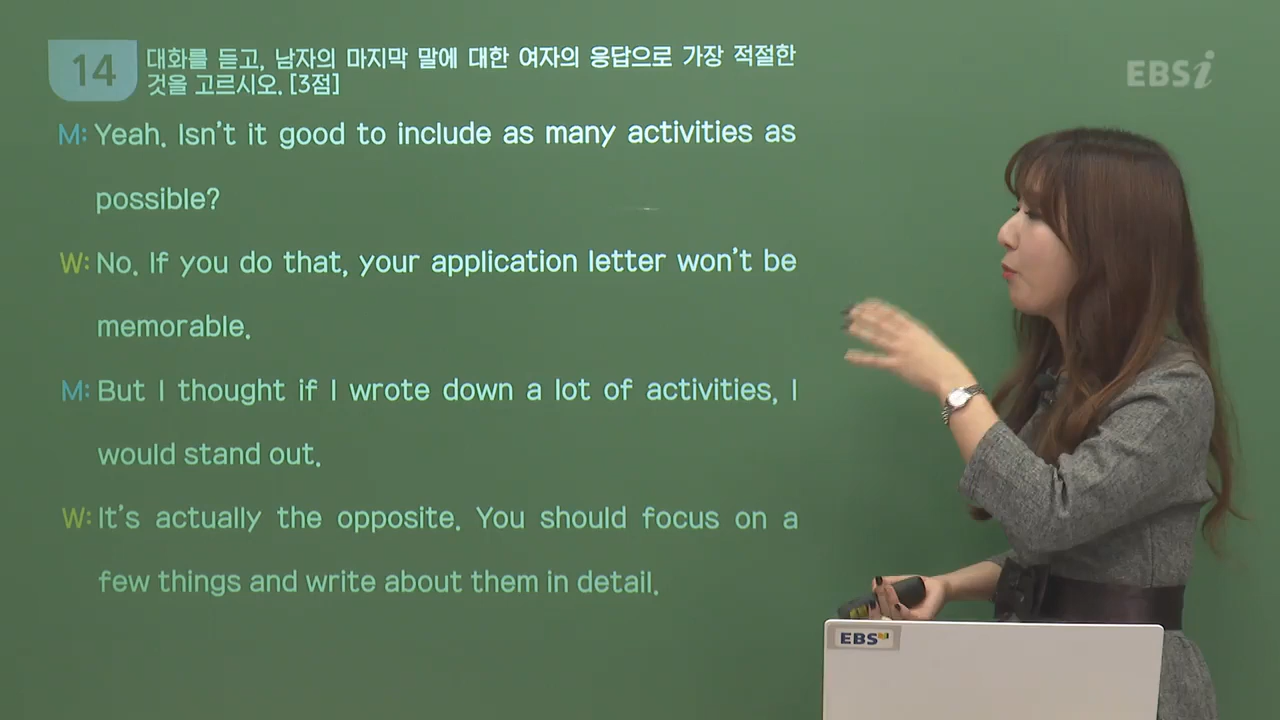 14
대화를 듣고, 남자의 마지막 말에 대한 여자의 응답으로 가장 적절한
것을 고르시오. [3점]
EBSi
M: Yeah. Isn't it good to include as many activities as
possible?
W: No. If you do that, your application letter won't be
memorable.
M: But I thought if I wrote down a lot of activities, I
would stand out.
W: It's actually the opposite. You should focus on a
few things and write about them in detail.
EBS